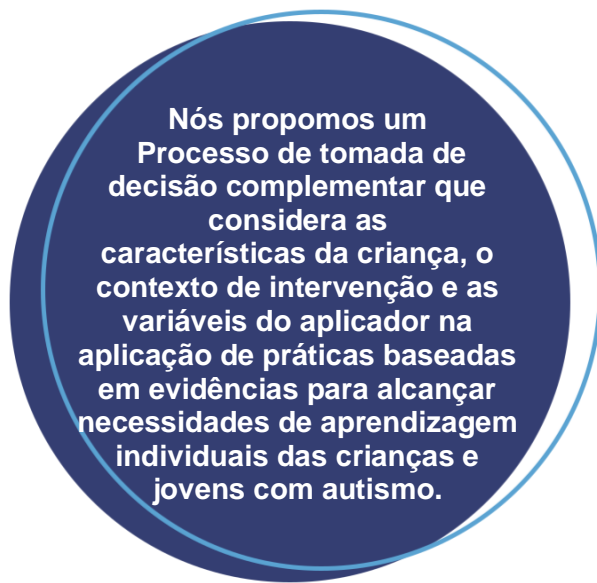 Nós propomos um
Processo de tomada de
decisão complementar que
considera as
características da criança, o
contexto de intervenção e as
variáveis do aplicador na
aplicação de práticas baseadas
em evidências para alcançar
necessidades de aprendizagem
individuais das crianças e
jovens com autismo.